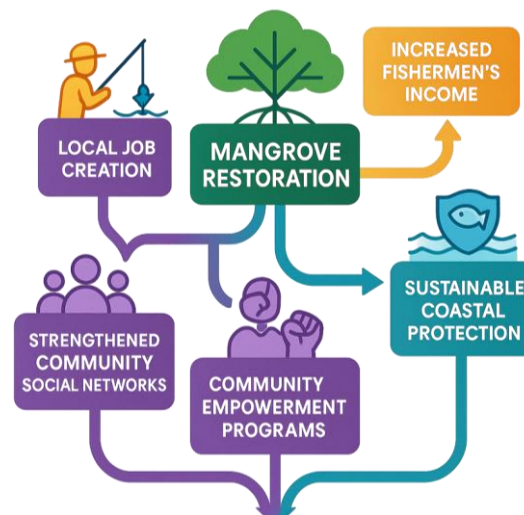 INCREASED
FISHERMEN'S
INCOME
LOCAL JOB
CREATION
MANGROVE
RESTORATION
SUSTAINABLE
COASTAL
PROTECTION
STRENGTHENED
COMMUNITY
SOCIAL NETWORKS
COMMUNITY
EMPOWERMENT
PROGRAMS